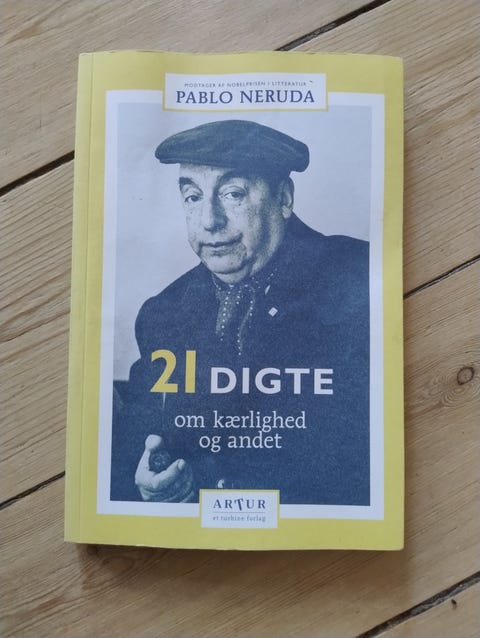 MODTAGER AF NOBELPRISEN I LITTERATUR
PABLO NERUDA
21 DIGTE
om kærlighed
og andet
ARTUR
et turbine forlag